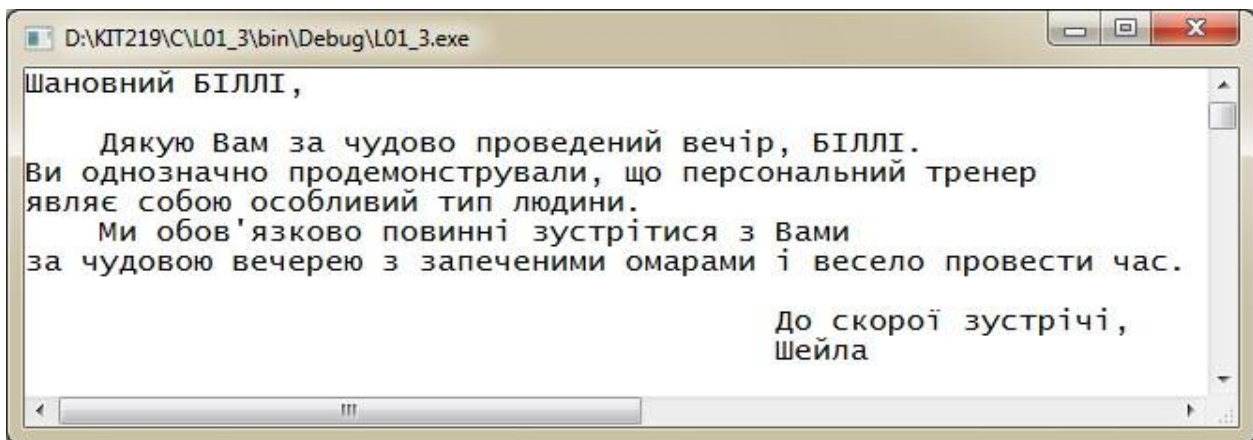 D:\KIT219\C\L01_3\bin\Debug\L01_3.exe
Шановний БІЛЛІ,
Дякую Вам за чудово проведений вечір, БІЛЛІ.
Ви однозначно продемонстрували, що персональний тренер
являє собою особливий тип людини.
Ми обов'язково повинні зустрітися з Вами
за чудовою вечерею з запеченими омарами і весело провести час.
До скорої зустрічі,
Шейла